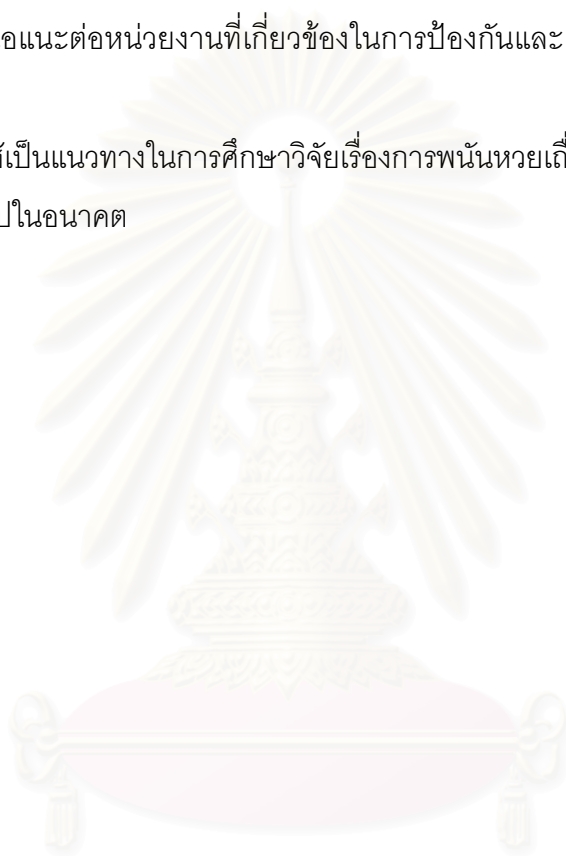 อแนะต่อหน่วยงานที่เกี่ยวข้องในการป้องกันและ
ป็นแนวทางในการศึกษาวิจัยเรื่องการพนันหวยเถื่
ปในอนาคต